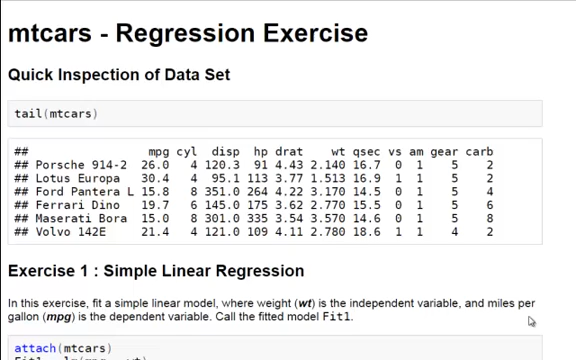 mtcars - Regression Exercise
Quick Inspection of Data Set
tail(mtcars)
##                mpg cyl  disp  hp drat    wt qsec vs am gear carb
## Porsche 914-2  26.0   4 120.3  91 4.43 2.140 16.7  0  1    5    2
## Lotus Europa   30.4   4  95.1 113 3.77 1.513 16.9  1  1    5    2
## Ford Pantera L 15.8   8 351.0 264 4.22 3.170 14.5  0  1    5    4
## Ferrari Dino   19.7   6 145.0 175 3.62 2.770 15.5  0  1    5    6
## Maserati Bora  15.0   8 301.0 335 3.54 3.570 14.6  0  1    5    8
## Volvo 142E     21.4   4 121.0 109 4.11 2.780 18.6  1  1    4    2
Exercise 1 : Simple Linear Regression
In this exercise, fit a simple linear model, where weight (wt) is the independent variable, and miles per
gallon (mpg) is the dependent variable. Call the fitted model Fit1.
attach(mtcars)